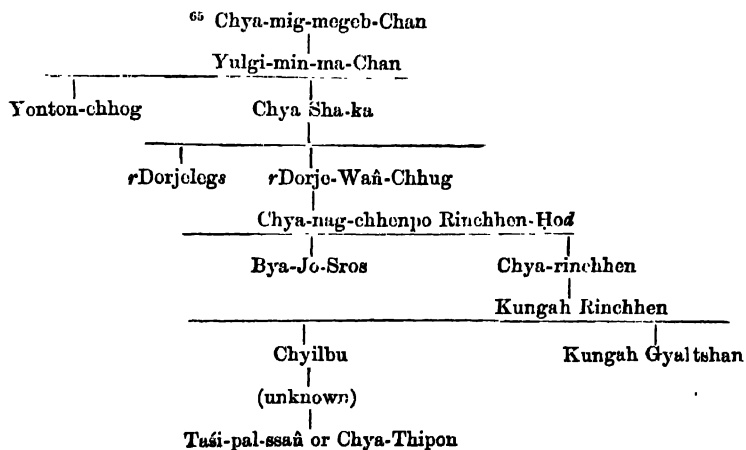 65 Chya-mig-megeb-Chan
Yulgi-min-ma-Chan
Yonton-chhog Chya Sha-ka
rDorjelegs rDorje-Wañ-Chhug
Chya-nag-chhenpo Rinchhen-Ḥod
Bya-Jo-Sros Chya-rinchhen
Kungah Rinchhen
Chyilbu Kungah Gyaltshan
(unknown)
Taśi-pal-ssañ or Chya-Thipon